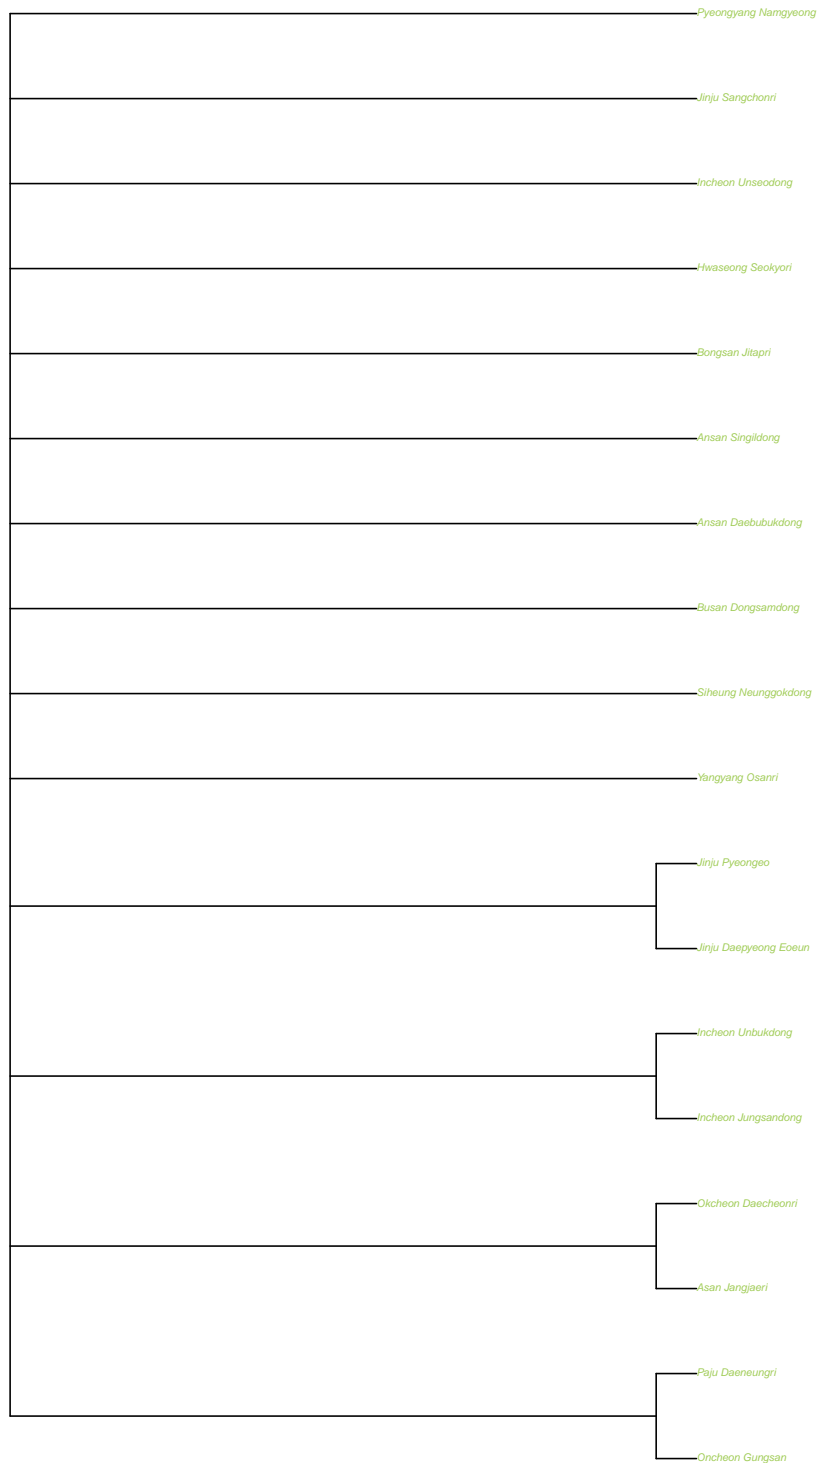 Pyeongyang Namgyeong
Jinju Sangchonri
Incheon Unseodong
Hwaseong Seokyori
Bongsan Jitapri
Ansan Singildong
Ansan Daebubukdong
Busan Dongsamdong
Siheung Neunggokdong
Yangyang Osanri
Jinju Pyeongeo
Jinju Daepyeong Eoeun
Incheon Unbukdong
Incheon Jungsandong
Okcheon Daecheonri
Asan Jangjaeri
Paju Daeneungri
Oncheon Gungsan